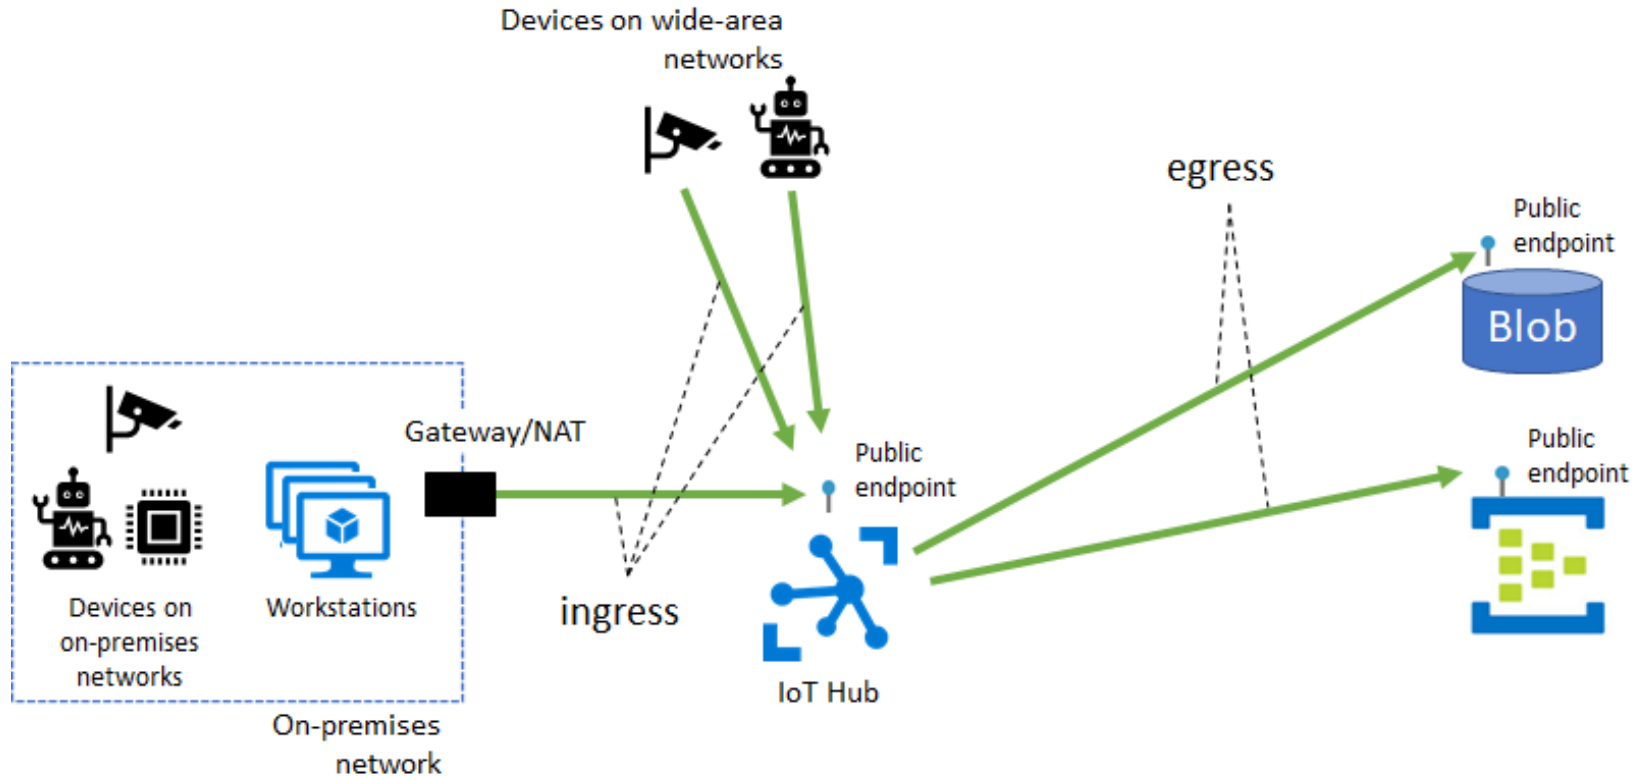 Devices on wide-area
networks
egress
Public
endpoint
Blob
Gateway/NAT
Public
endpoint
Public
endpoint
Devices on
on-premises
networks
Workstations
ingress
IoT Hub
On-premises
network